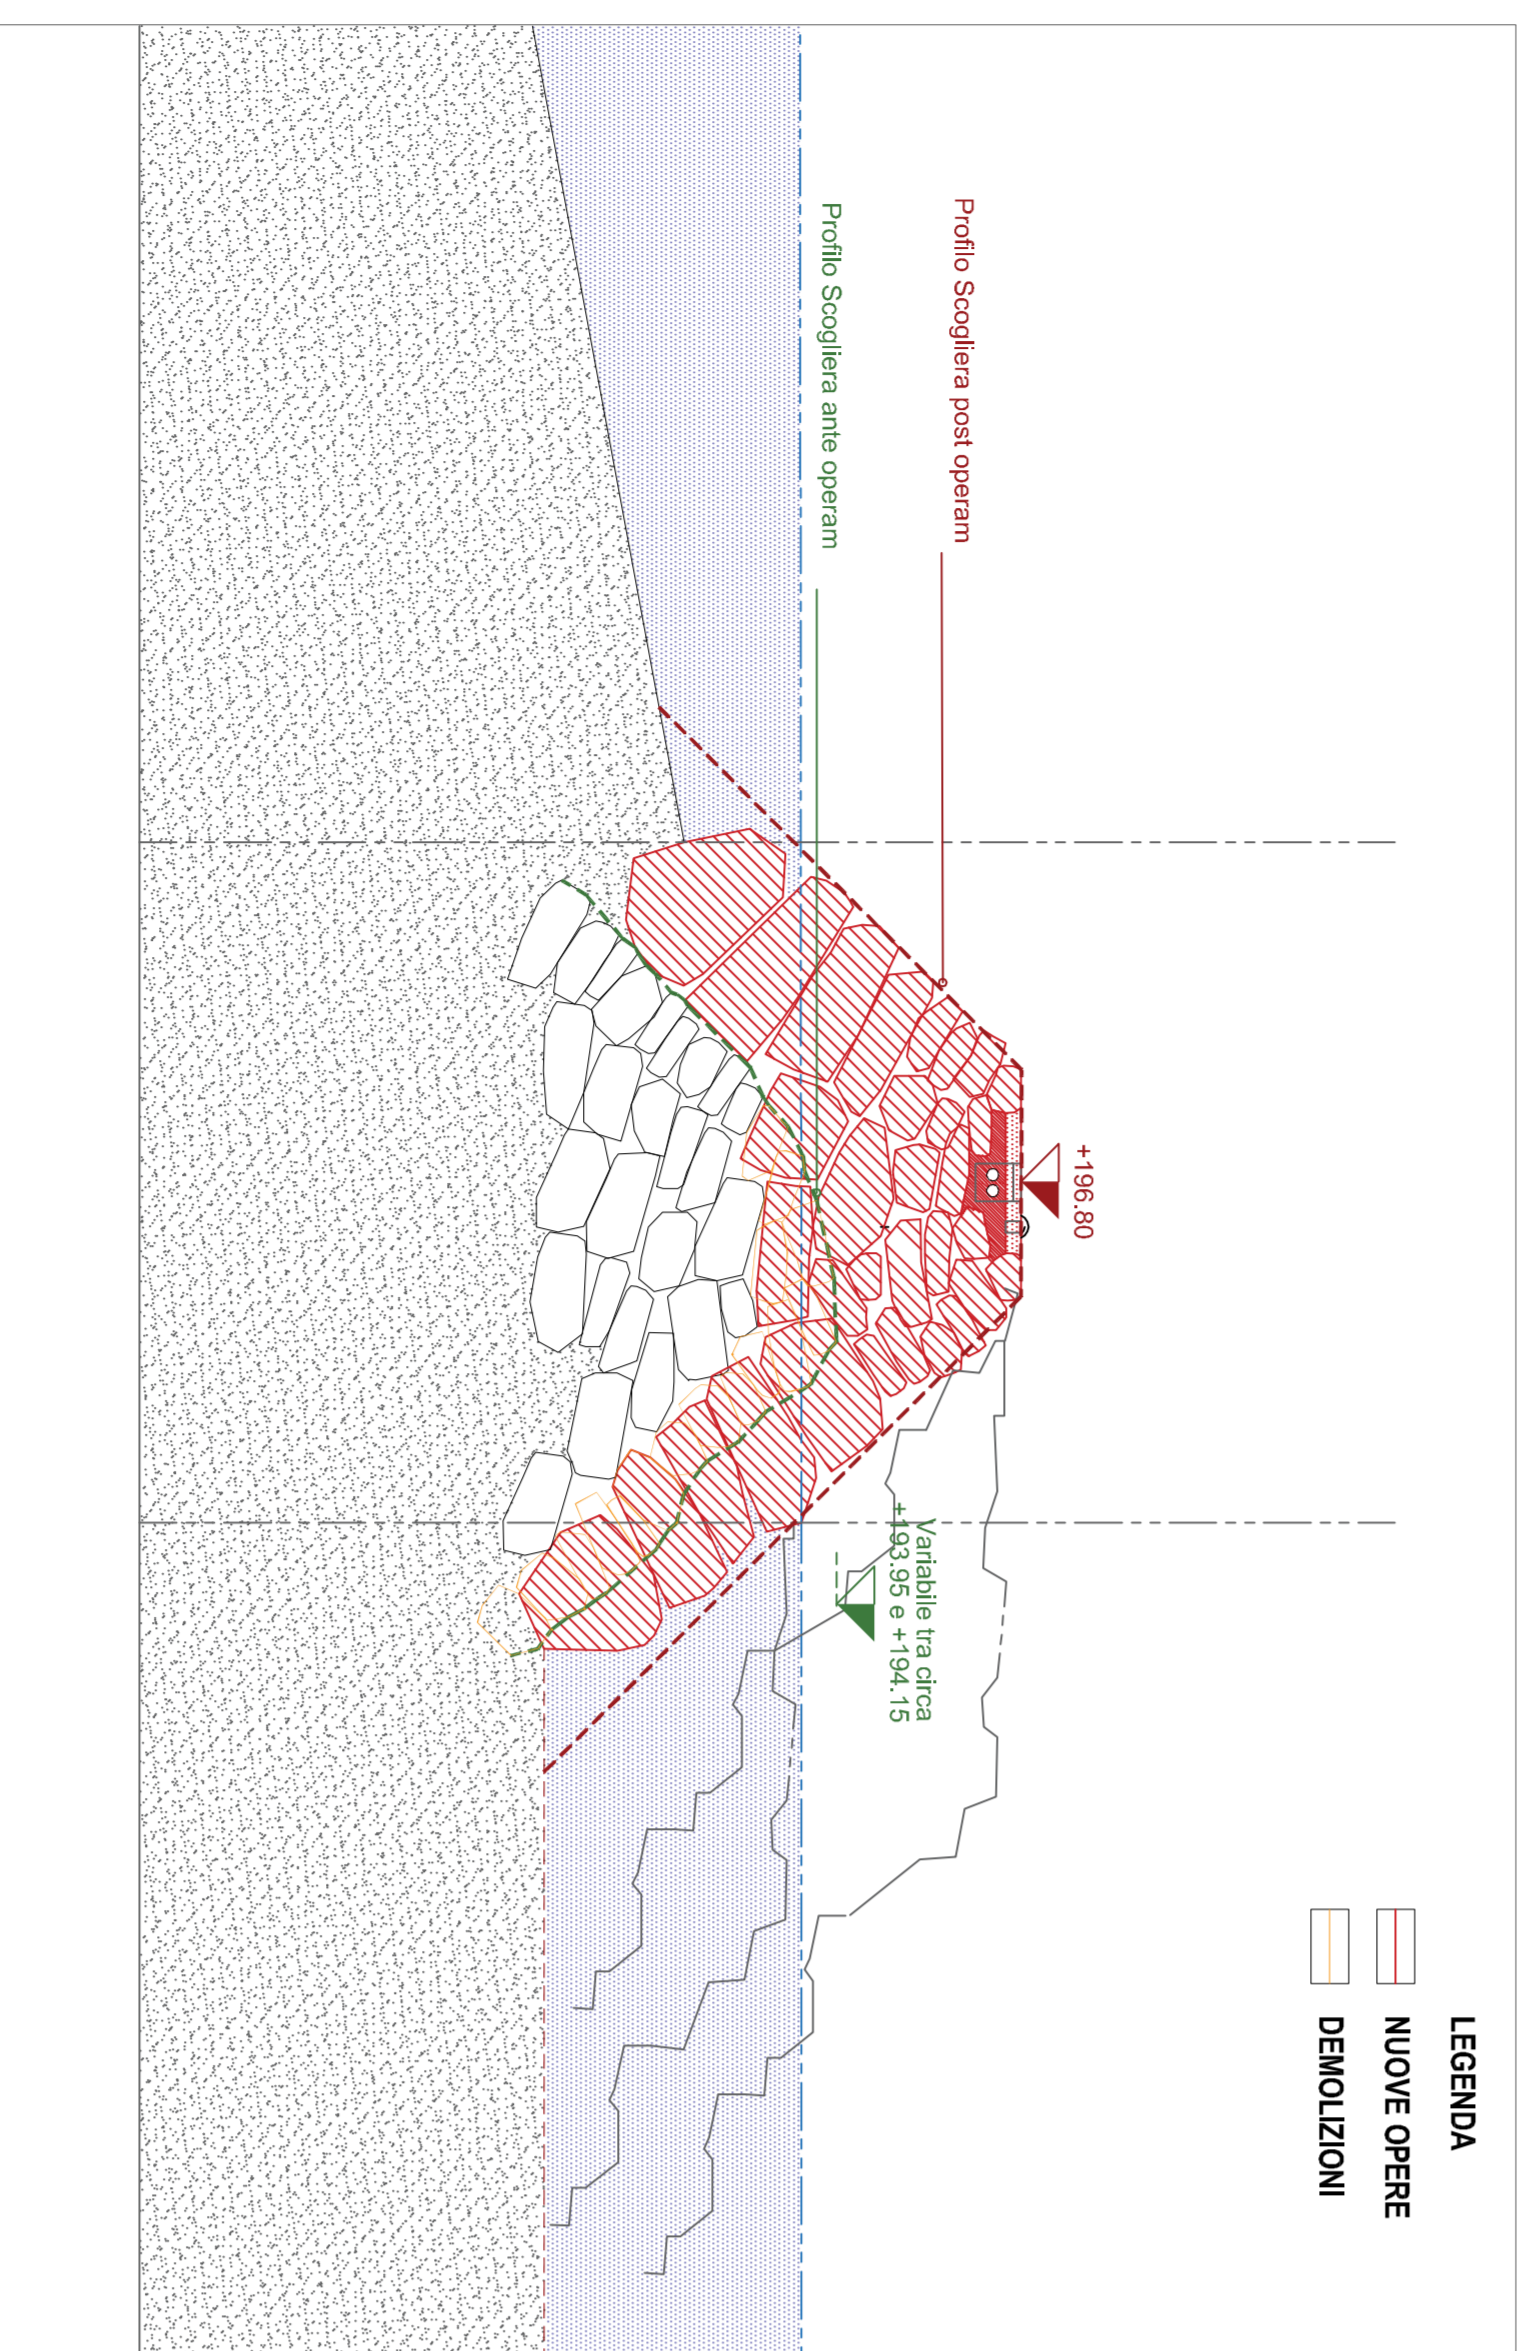 LEGENDA
NUOVE OPERE
DEMOLIZIONI
+196.80
Profilo Scogliera post operam
Variabile tra circa
+193.95 e +194.15
Profilo Scogliera ante operam